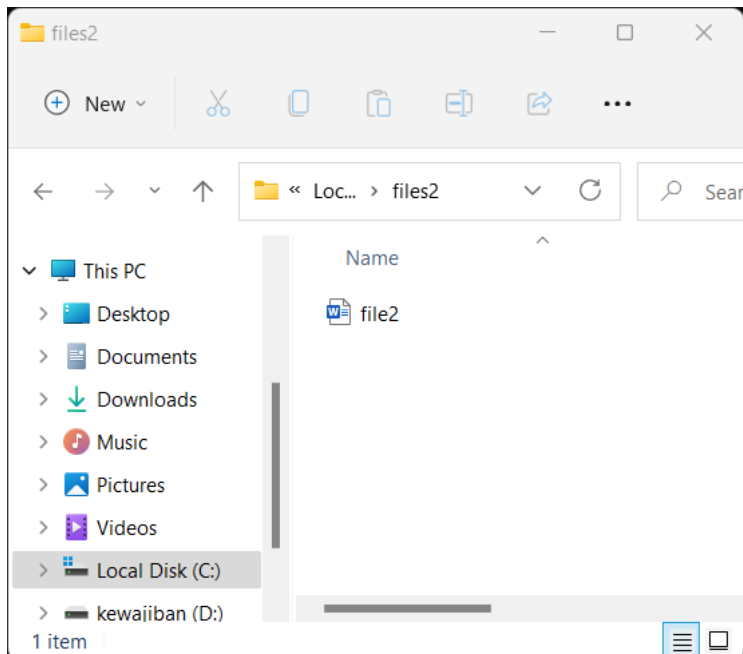 files2
New
« Loc... > files2
Sear
This PC
Name
Desktop
file2
Documents
Downloads
Music
Pictures
Videos
Local Disk (C:)
kewajiban (D:)
1 item